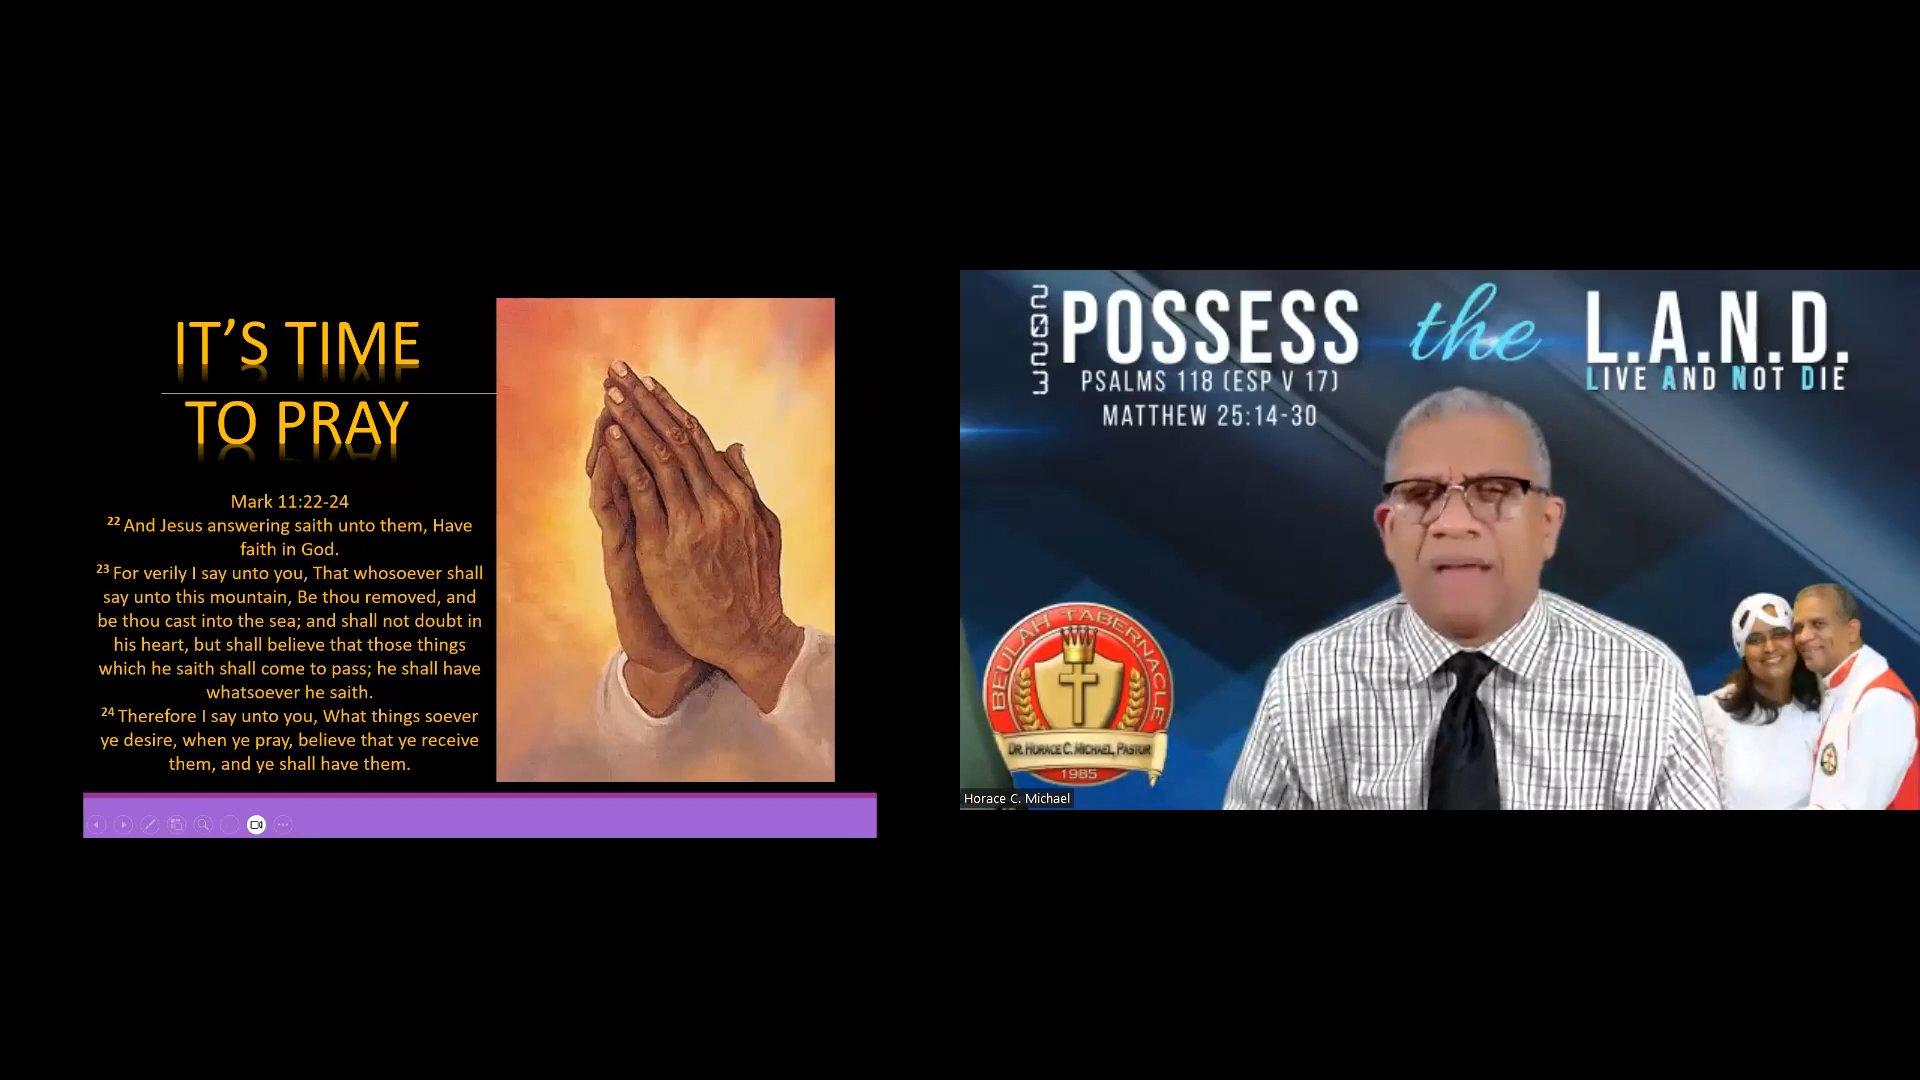 IT'S TIME
TO PRAY
Mark 11:22-24
22 And Jesus answering saith unto them, Have
faith in God.
23 For verily I say unto you, That whosoever shall
say unto this mountain, Be thou removed, and
be thou cast into the sea; and shall not doubt in
his heart, but shall believe that those things
which he saith shall come to pass; he shall have
whatsoever he saith.
24 Therefore I say unto you, What things soever
ye desire, when ye pray, believe that ye receive
them, and ye shall have them.
2023
POSSESS the L.A.N.D.
PSALMS 118 (ESP V 17)
LIVE AND NOT DIE
MATTHEW 25:14-30
BEULAH TABERNACLE
DR. HORACE C. MICHAEL, PASTOR
1985
Horace C. Michael